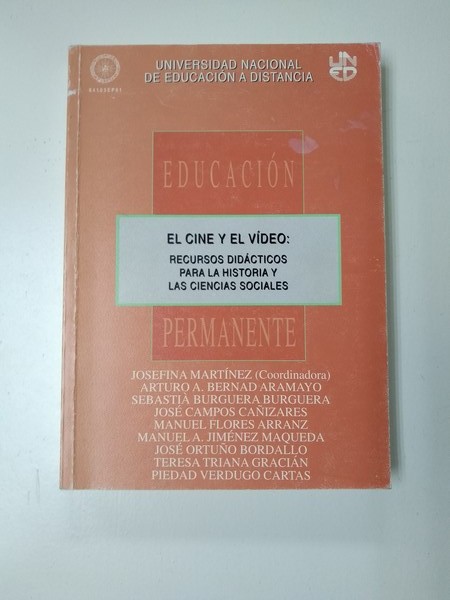 UNIVERSIDAD NACIONAL
DE EDUCACIÓN A DISTANCIA
UNED
EDUCACIÓN
EL CINE Y EL VÍDEO:
RECURSOS DIDÁCTICOS
PARA LA HISTORIA Y
LAS CIENCIAS SOCIALES
PERMANENTE
JOSEFINA MARTÍNEZ (Coordinadora)
ARTURO A. BERNAD ARAMAYO
SEBASTIÀ BURGUERA BURGUERA
JOSÉ CAMPOS CAÑIZARES
MANUEL FLORES ARRANZ
MANUEL A. JIMÉNEZ MAQUEDA
JOSÉ ORTUÑO BORDALLO
TERESA TRIANA GRACIÁN
PIEDAD VERDUGO CARTAS